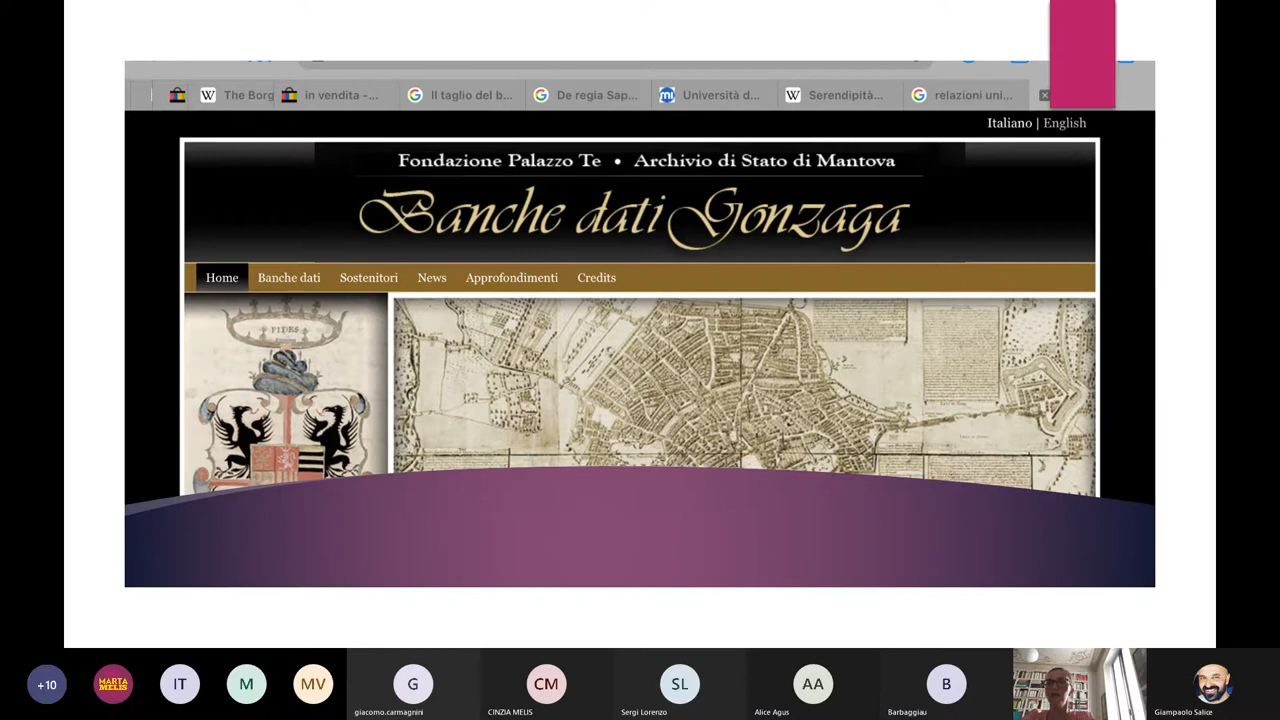 The Borg
in vendita -...
Il taglio del b...
De regia Sap...
Università d...
Serendipità...
relazioni uni...
Italiano | English
Fondazione Palazzo Te • Archivio di Stato di Mantova
Banche dati Gonzaga
Home Banche dati Sostenitori News Approfondimenti Credits
FIDES
+10
MARTA MELIS
IT
M
MV
G
giacomo.carmagnini
CM
CINZIA MELIS
SL
Sergi Lorenzo
AA
Alice Agus
B
Barbaggiau
Giampaolo Salice